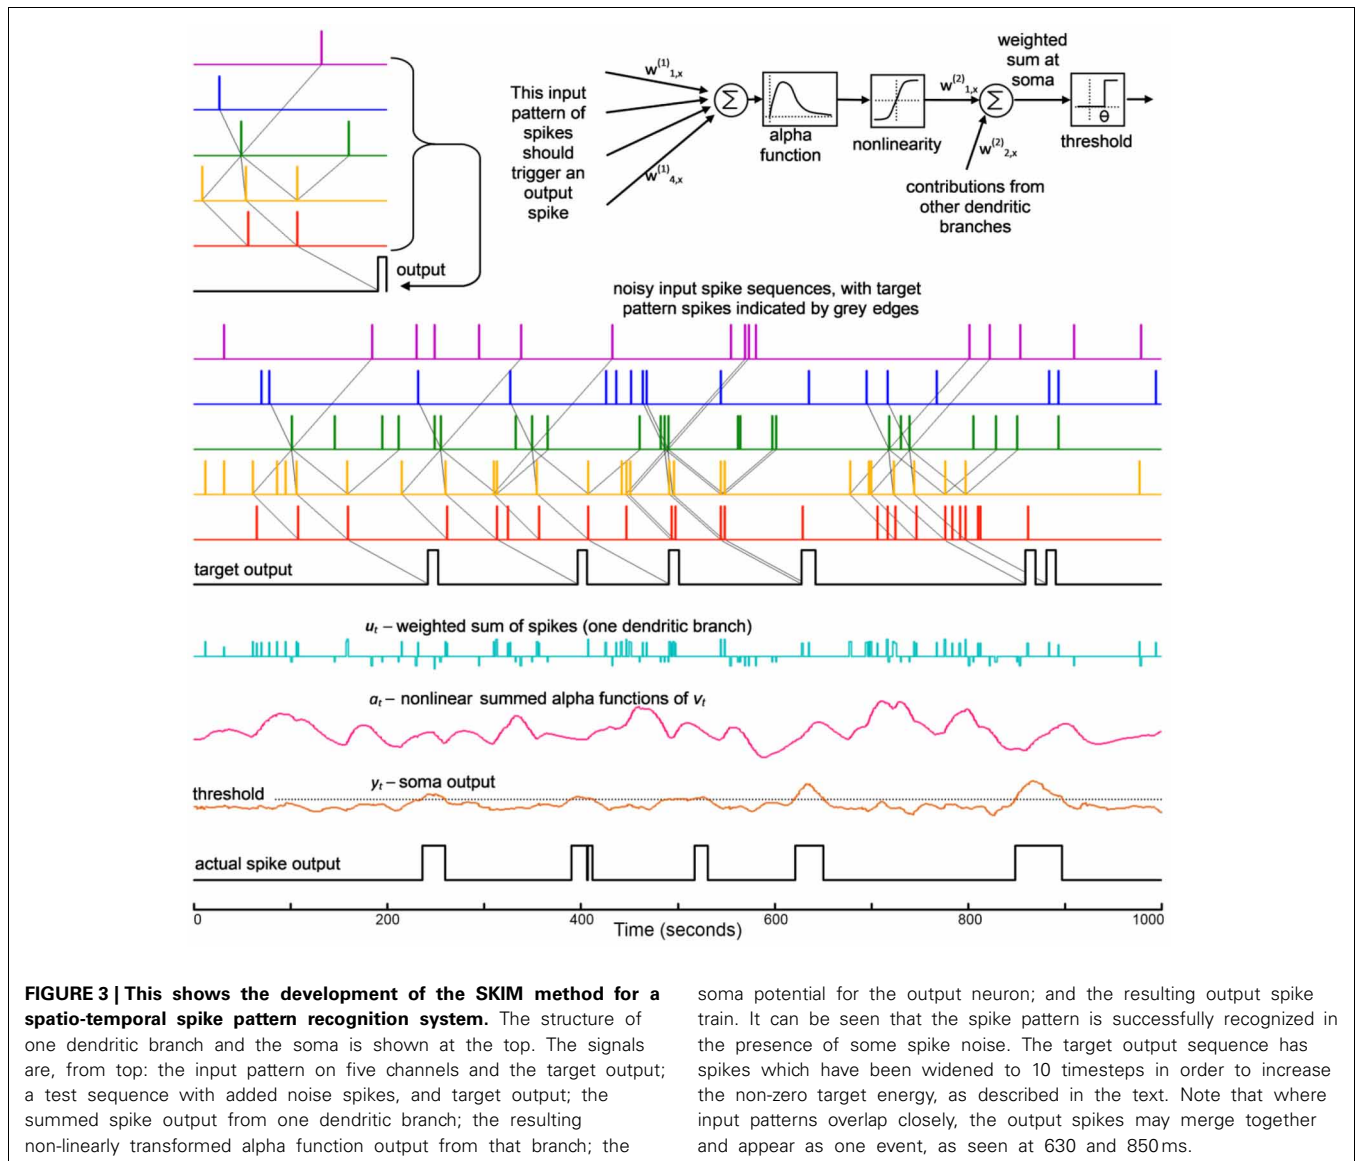 This input
pattern of
spikes
should
trigger an
output
spike
w(1)1,x
w(1)4,x
Σ
alpha
function
nonlinearity
w(2)1,x
w(2)2,x
Σ
weighted
sum at
soma
θ
threshold
contributions from
other dendritic
branches
output
noisy input spike sequences, with target
pattern spikes indicated by grey edges
target output
ut – weighted sum of spikes (one dendritic branch)
at – nonlinear summed alpha functions of vt
yt – soma output
threshold
actual spike output
0 200 400 600 800 1000
Time (seconds)
FIGURE 3 | This shows the development of the SKIM method for a
spatio-temporal spike pattern recognition system. The structure of
one dendritic branch and the soma is shown at the top. The signals
are, from top: the input pattern on five channels and the target output;
a test sequence with added noise spikes, and target output; the
summed spike output from one dendritic branch; the resulting
non-linearly transformed alpha function output from that branch; the
soma potential for the output neuron; and the resulting output spike
train. It can be seen that the spike pattern is successfully recognized in
the presence of some spike noise. The target output sequence has
spikes which have been widened to 10 timesteps in order to increase
the non-zero target energy, as described in the text. Note that where
input patterns overlap closely, the output spikes may merge together
and appear as one event, as seen at 630 and 850 ms.